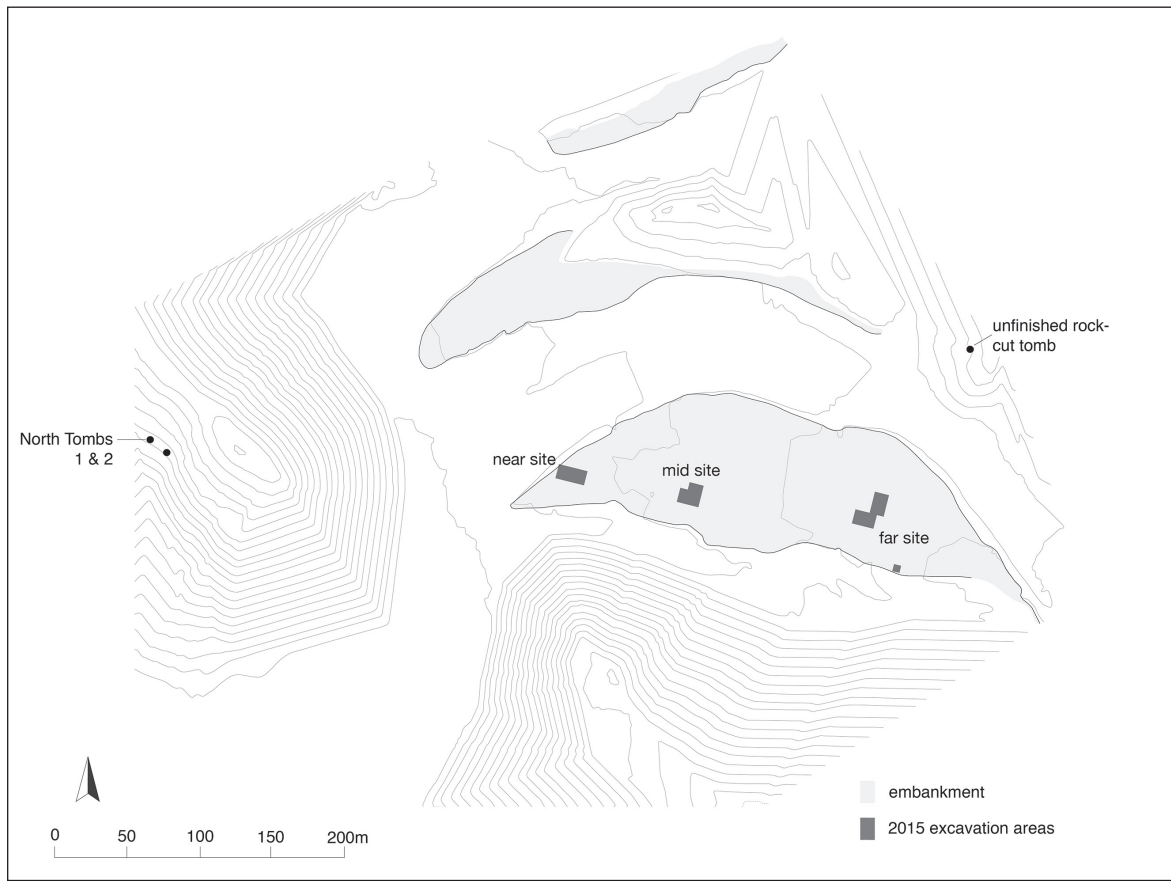 unfinished rock-
cut tomb
North Tombs
1 & 2
near site
mid site
far site
embankment
2015 excavation areas
0 50 100 150 200m